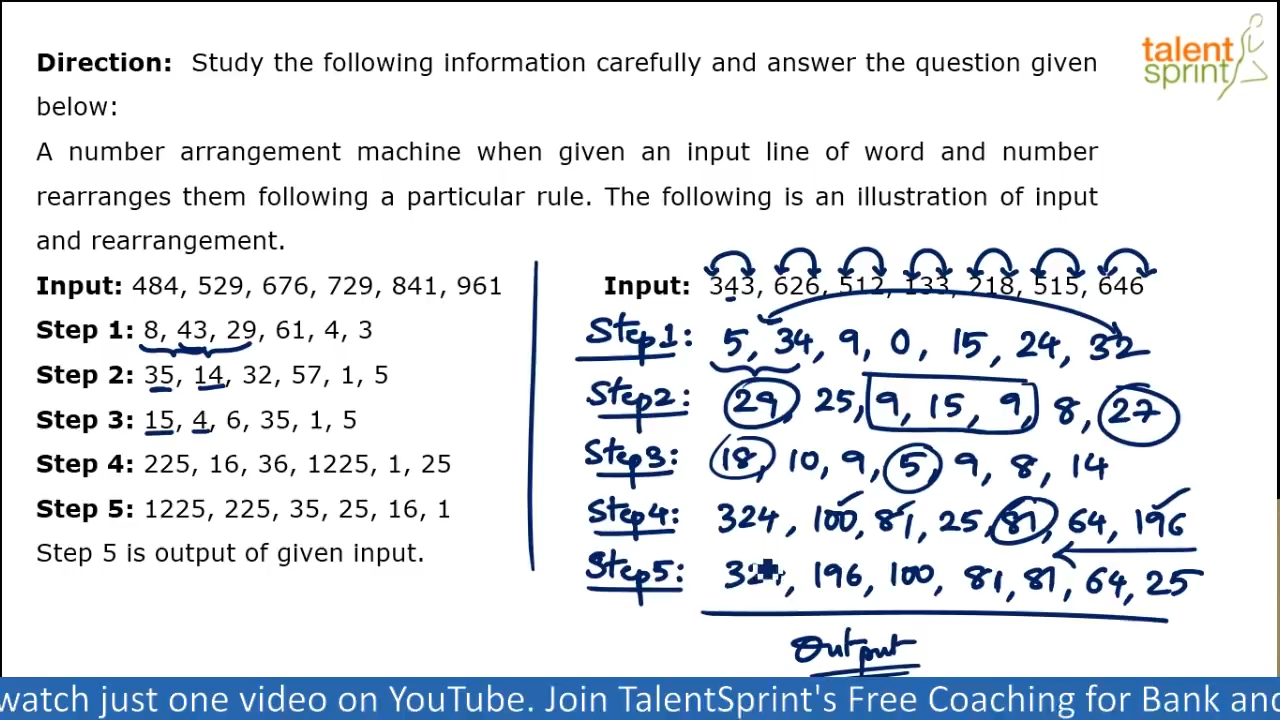 talent
sprint
Direction: Study the following information carefully and answer the question given
below:
A number arrangement machine when given an input line of word and number
rearranges them following a particular rule. The following is an illustration of input
and rearrangement.
Input: 484, 529, 676, 729, 841, 961
Step 1: 8, 43, 29, 61, 4, 3
Step 2: 35, 14, 32, 57, 1, 5
Step 3: 15, 4, 6, 35, 1, 5
Step 4: 225, 16, 36, 1225, 1, 25
Step 5: 1225, 225, 35, 25, 16, 1
Step 5 is output of given input.
Input: 343, 626, 512, 133, 218, 515, 646
Step1: 5, 34, 9, 0, 15, 24, 32
Step2: 29, 25, 9, 15, 9, 8, 27
Step3: 18, 10, 9, 5, 9, 8, 14
Step4: 324, 100, 81, 25, 81, 64, 196
Step5: 324, 196, 100, 81, 81, 64, 25
Output
watch just one video on YouTube. Join TalentSprint's Free Coaching for Bank and